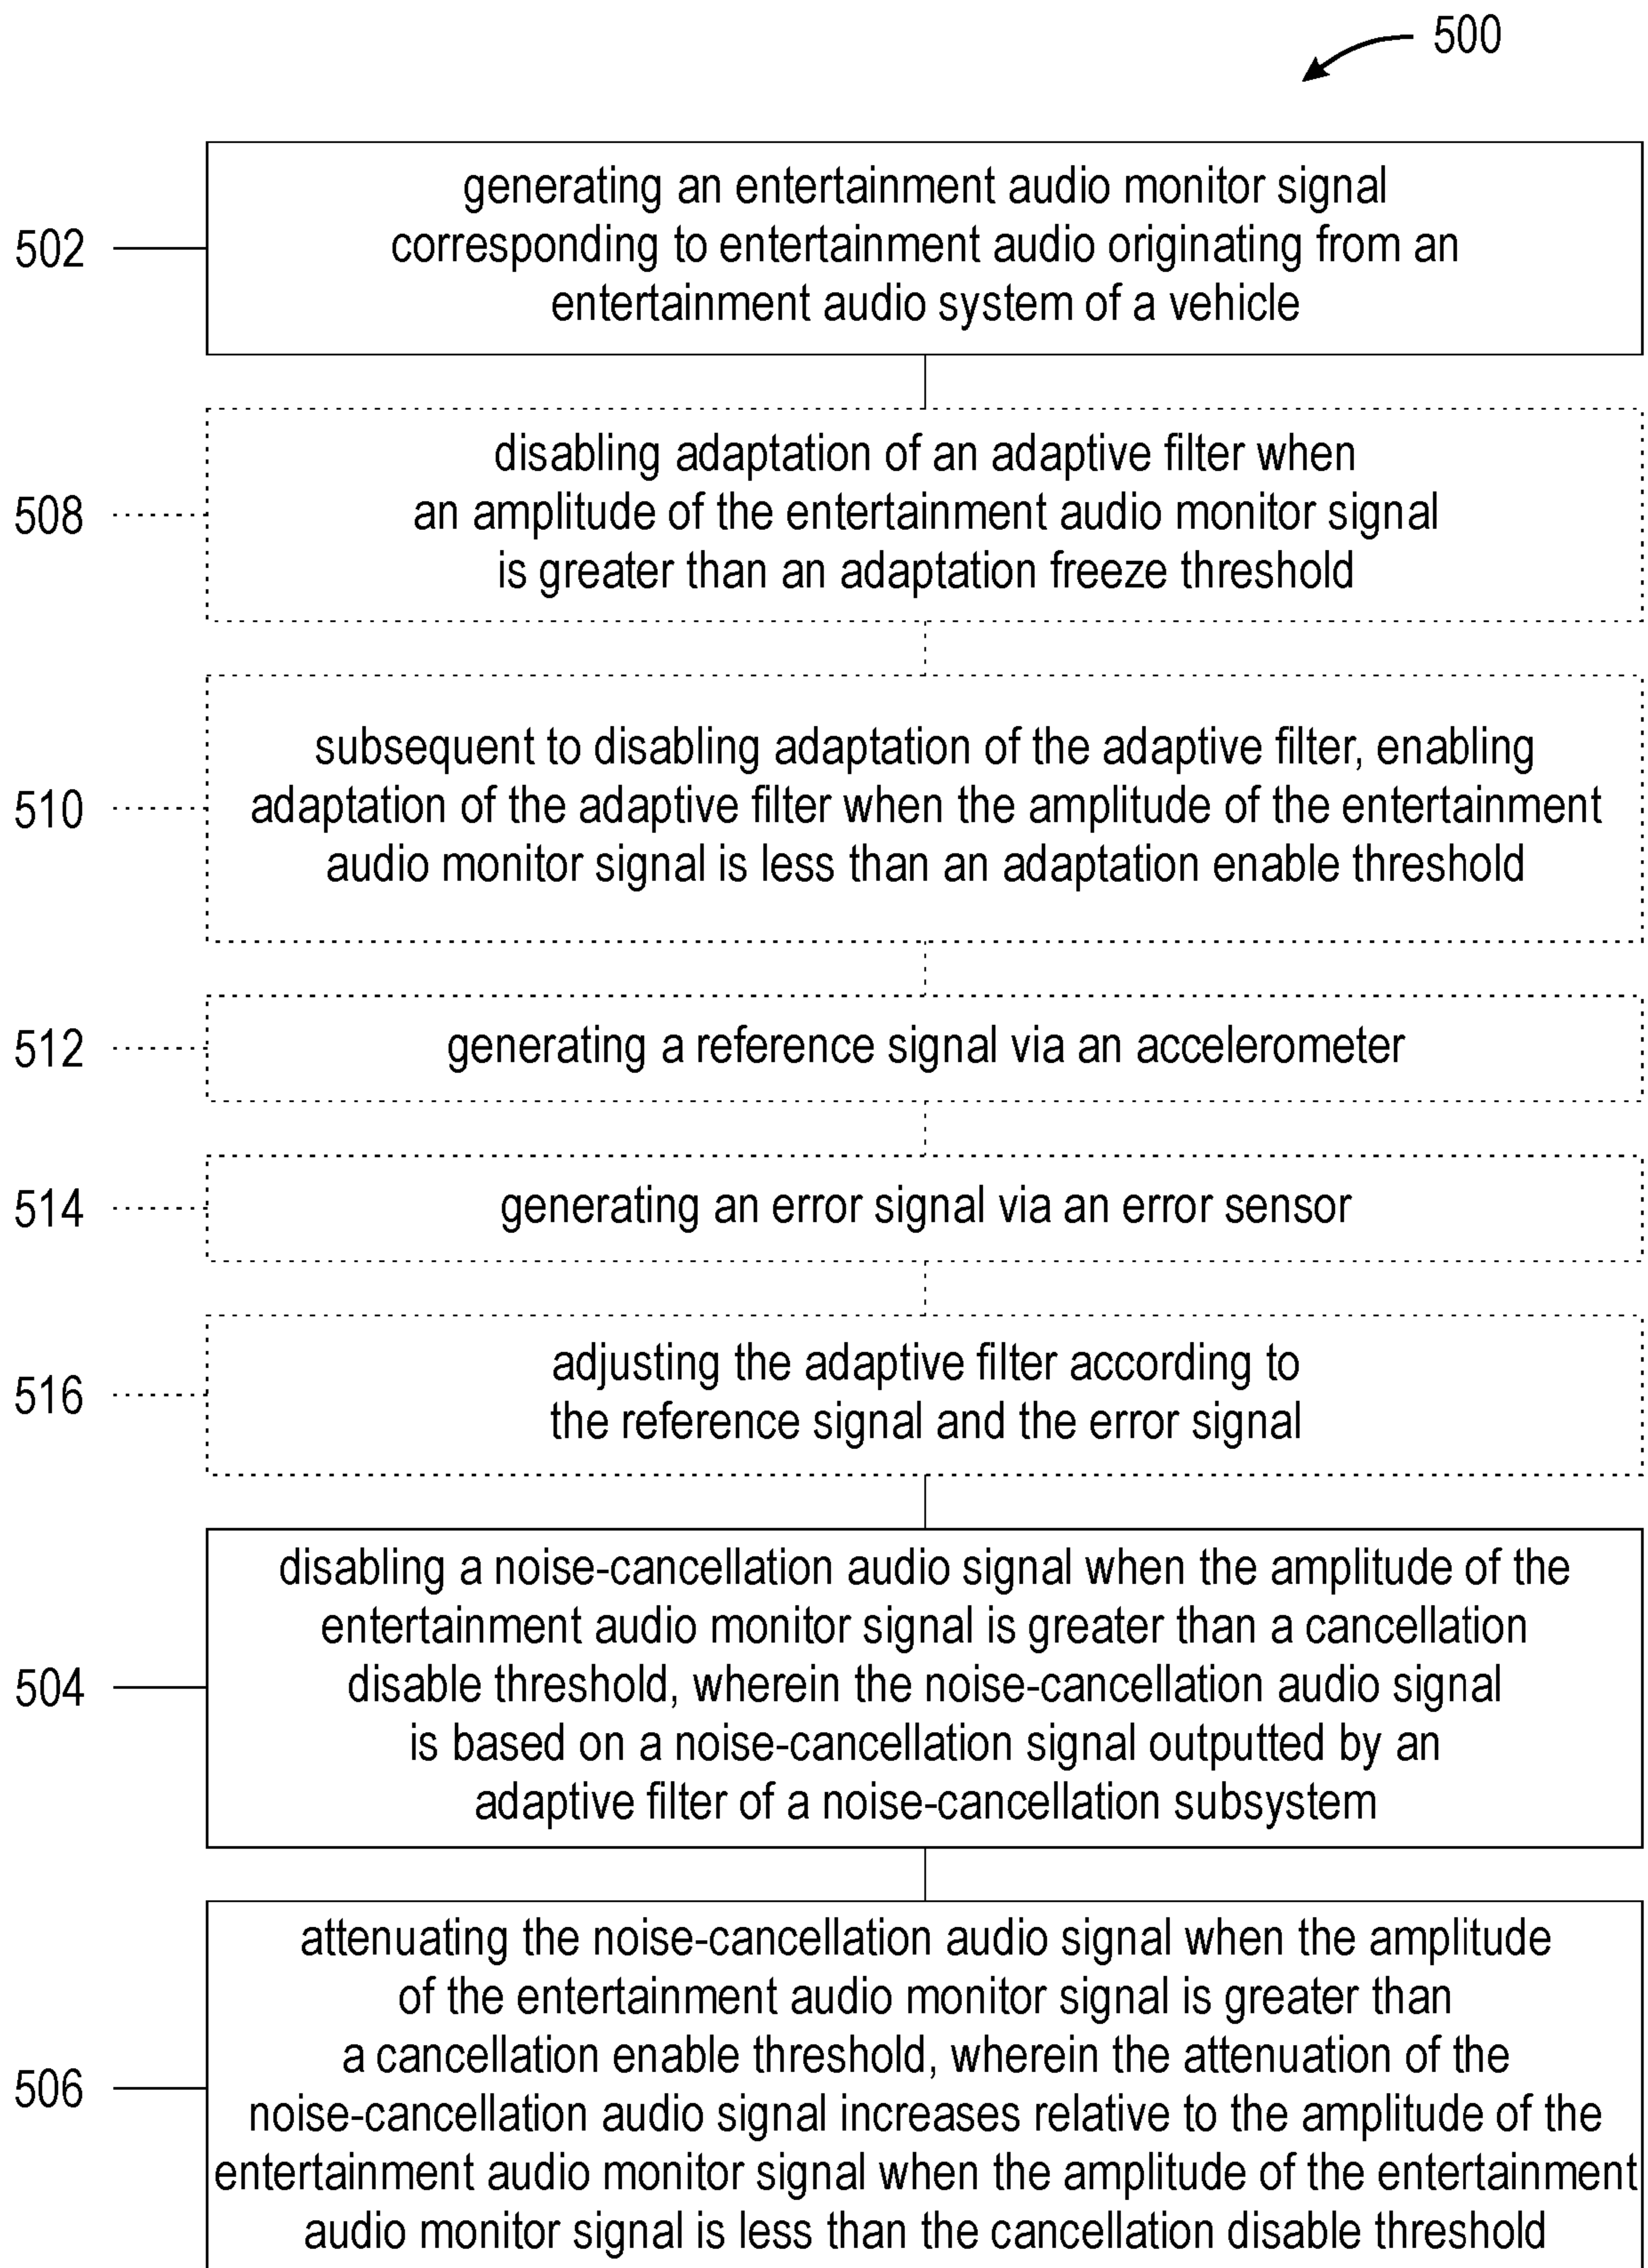 500
502
generating an entertainment audio monitor signal
corresponding to entertainment audio originating from an
entertainment audio system of a vehicle
508
disabling adaptation of an adaptive filter when
an amplitude of the entertainment audio monitor signal
is greater than an adaptation freeze threshold
510
subsequent to disabling adaptation of the adaptive filter, enabling
adaptation of the adaptive filter when the amplitude of the entertainment
audio monitor signal is less than an adaptation enable threshold
512
generating a reference signal via an accelerometer
514
generating an error signal via an error sensor
516
adjusting the adaptive filter according to
the reference signal and the error signal
504
disabling a noise-cancellation audio signal when the amplitude of the
entertainment audio monitor signal is greater than a cancellation
disable threshold, wherein the noise-cancellation audio signal
is based on a noise-cancellation signal outputted by an
adaptive filter of a noise-cancellation subsystem
506
attenuating the noise-cancellation audio signal when the amplitude
of the entertainment audio monitor signal is greater than
a cancellation enable threshold, wherein the attenuation of the
noise-cancellation audio signal increases relative to the amplitude of the
entertainment audio monitor signal when the amplitude of the entertainment
audio monitor signal is less than the cancellation disable threshold